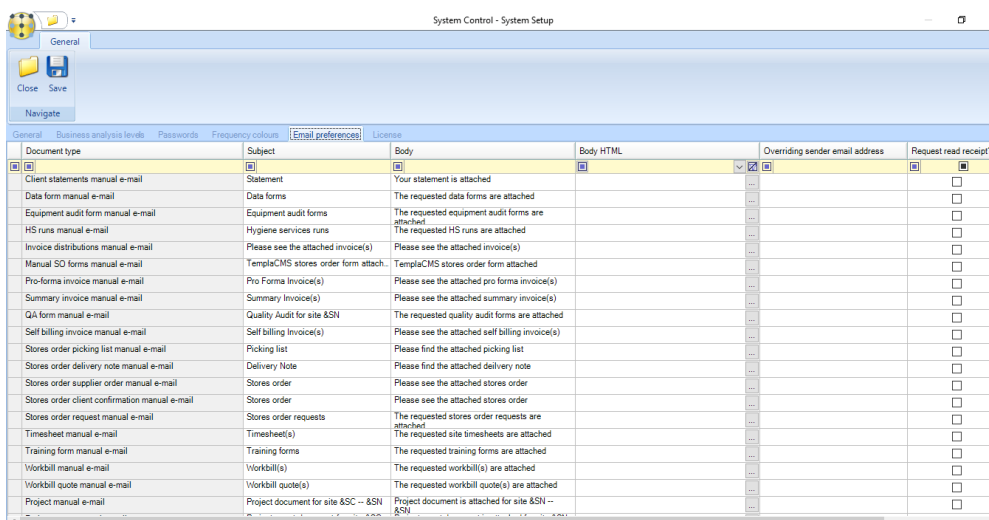 System Control - System Setup
General
Close Save
Navigate
General Business analysis levels Passwords Frequency colours Email preferences License
Document type Subject Body Body HTML Overriding sender email address Request read receipt?
Client statements manual e-mail Statement Your statement is attached ...
Data form manual e-mail Data forms The requested data forms are attached ...
Equipment audit form manual e-mail Equipment audit forms The requested equipment audit forms are attached ...
HS runs manual e-mail Hygiene services runs The requested HS runs are attached ...
Invoice distributions manual e-mail Please see the attached invoice(s) Please see the attached invoice(s) ...
Manual SO forms manual e-mail TemplaCMS stores order form attach... TemplaCMS stores order form attached ...
Pro-forma invoice manual e-mail Pro Forma Invoice(s) Please see the attached pro forma invoice(s) ...
Summary invoice manual e-mail Summary Invoice(s) Please see the attached summary invoice(s) ...
QA form manual e-mail Quality Audit for site &SN The requested quality audit forms are attached ...
Self billing invoice manual e-mail Self billing Invoice(s) Please see the attached self billing invoice(s) ...
Stores order picking list manual e-mail Picking list Please find the attached picking list ...
Stores order delivery note manual e-mail Delivery Note Please find the attached deilvery note ...
Stores order supplier order manual e-mail Stores order Please see the attached stores order ...
Stores order client confirmation manual e-mail Stores order Please see the attached stores order ...
Stores order request manual e-mail Stores order requests The requested stores order requests are attached ...
Timesheet manual e-mail Timesheet(s) The requested site timesheets are attached ...
Training form manual e-mail Training forms The requested training forms are attached ...
Workbill manual e-mail Workbill(s) The requested workbill(s) are attached ...
Workbill quote manual e-mail Workbill quote(s) The requested workbill quote(s) are attached ...
Project manual e-mail Project document for site &SC -- &SN Project document is attached for site &SN -- &SN ...